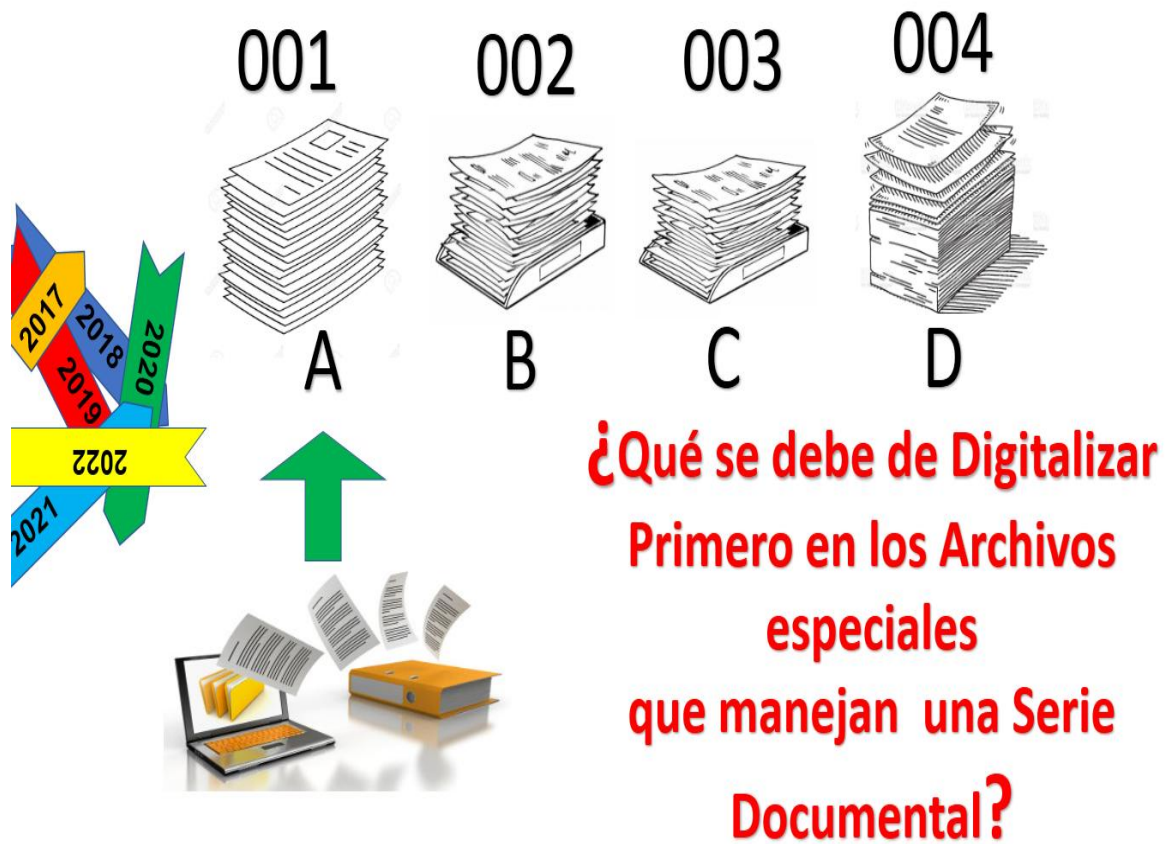 001
002
003
004
A
B
C
D
2017
2018
2019
2020
2022
2021
¿Qué se debe de Digitalizar
Primero en los Archivos
especiales
que manejan una Serie
Documental?